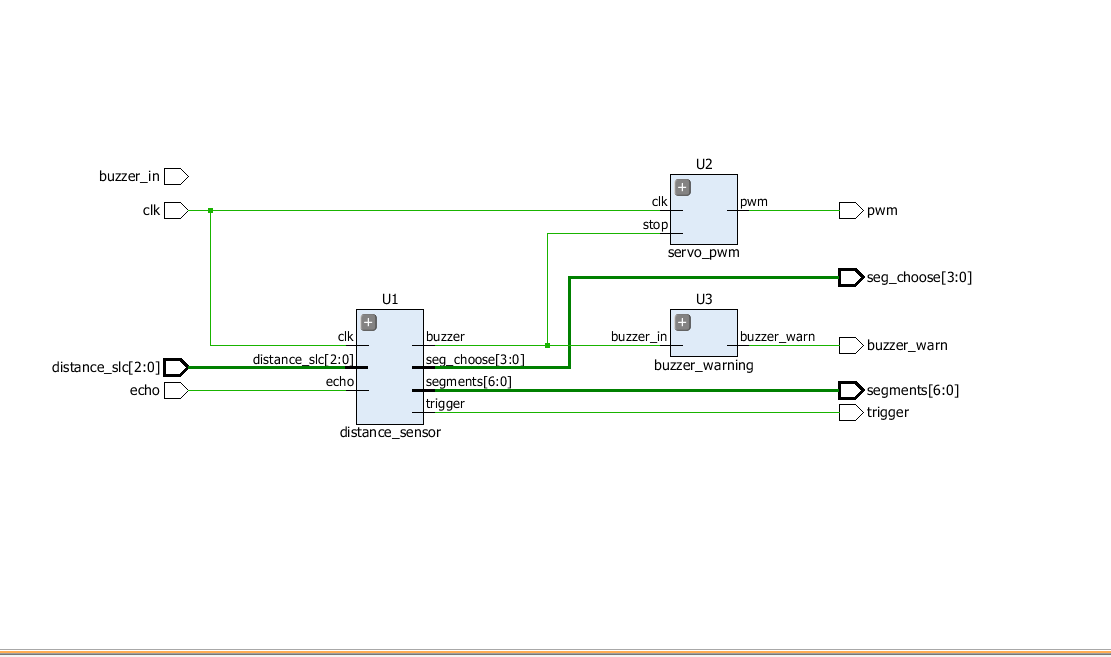 U2
buzzer_in
clk
clk
pwm
pwm
stop
servo_pwm
seg_choose[3:0]
U1
U3
clk
buzzer
buzzer_in
buzzer_warn
buzzer_warn
distance_slc[2:0]
distance_slc[2:0]
seg_choose[3:0]
buzzer_warning
echo
echo
segments[6:0]
segments[6:0]
trigger
trigger
distance_sensor